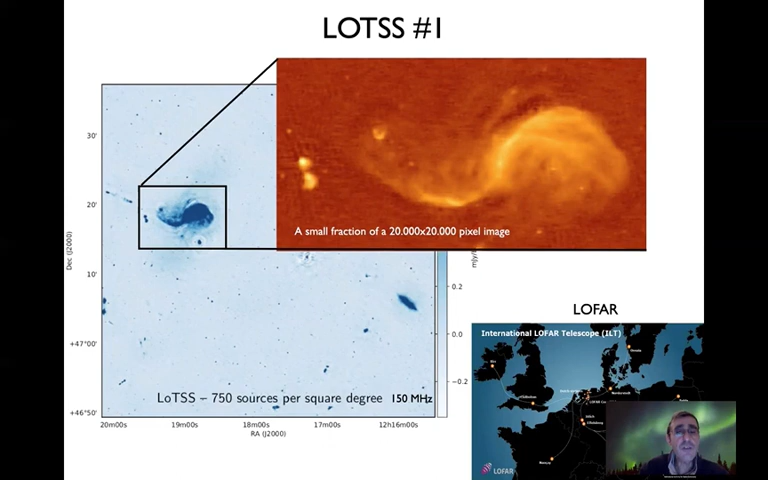 LOTSS #1
A small fraction of a 20.000x20.000 pixel image
30'
20'
10'
+47°00'
+46°50'
Dec (J2000)
20m00s
19m00s
18m00s
17m00s
12h16m00s
RA (J2000)
0.2
0.0
−0.2
LoTSS – 750 sources per square degree 150 MHz
LOFAR
International LOFAR Telescope (ILT)
LOFAR